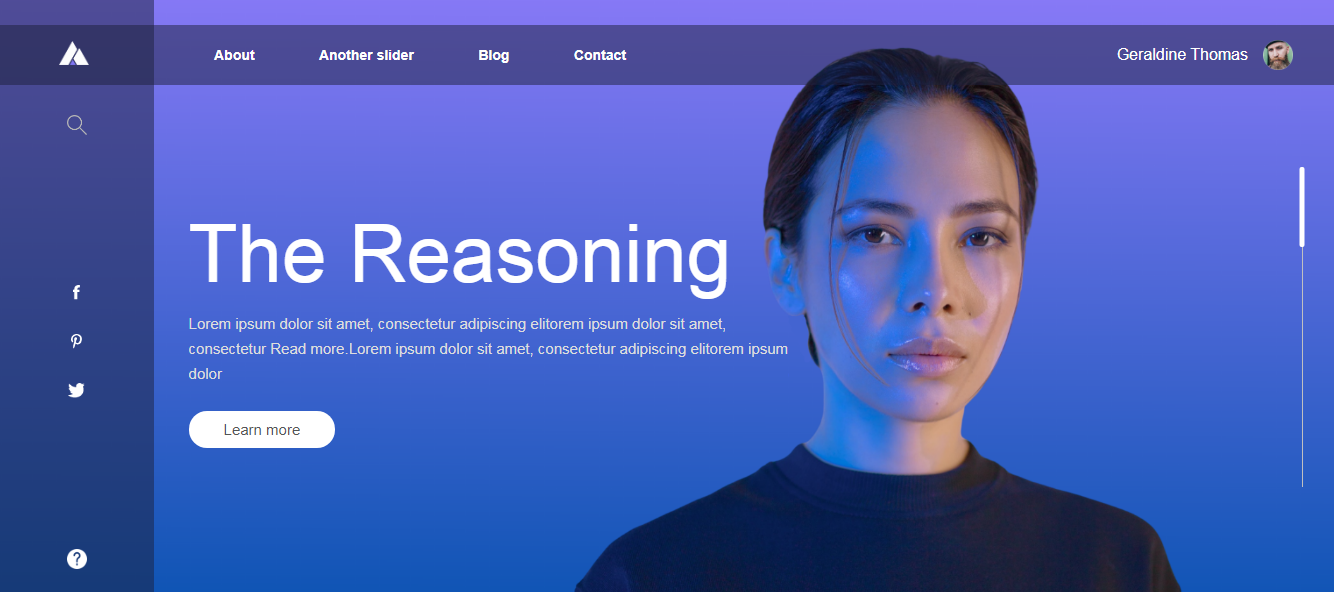 About Another slider Blog Contact Geraldine Thomas
The Reasoning
Lorem ipsum dolor sit amet, consectetur adipiscing elitorem ipsum dolor sit amet,
consectetur Read more.Lorem ipsum dolor sit amet, consectetur adipiscing elitorem ipsum
dolor
Learn more